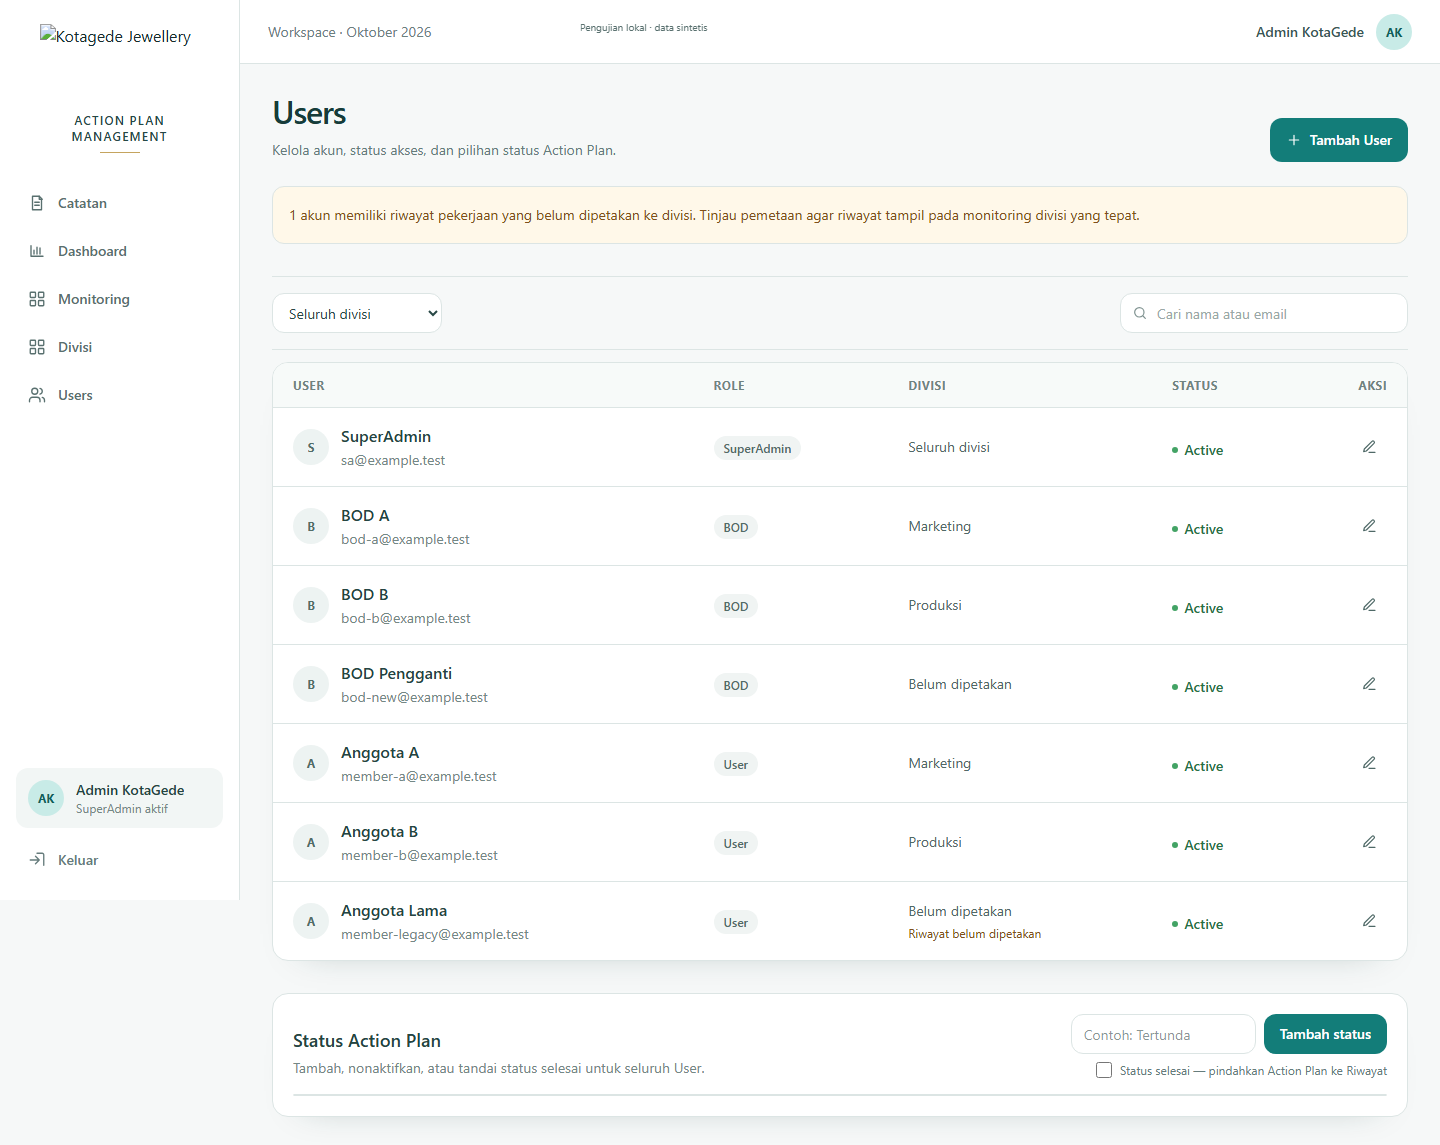 Kotagede Jewellery
ACTION PLAN
MANAGEMENT
Catatan
Dashboard
Monitoring
Divisi
Users
AK
Admin KotaGede
SuperAdmin aktif
Keluar
Workspace · Oktober 2026
Pengujian lokal · data sintetis
Admin KotaGede
AK
Users
Kelola akun, status akses, dan pilihan status Action Plan.
Tambah User
1 akun memiliki riwayat pekerjaan yang belum dipetakan ke divisi. Tinjau pemetaan agar riwayat tampil pada monitoring divisi yang tepat.
Seluruh divisi
Cari nama atau email
USER ROLE DIVISI STATUS AKSI
S
SuperAdmin
sa@example.test
SuperAdmin
Seluruh divisi
Active
B
BOD A
bod-a@example.test
BOD
Marketing
Active
B
BOD B
bod-b@example.test
BOD
Produksi
Active
B
BOD Pengganti
bod-new@example.test
BOD
Belum dipetakan
Active
A
Anggota A
member-a@example.test
User
Marketing
Active
A
Anggota B
member-b@example.test
User
Produksi
Active
A
Anggota Lama
member-legacy@example.test
User
Belum dipetakan
Riwayat belum dipetakan
Active
Status Action Plan
Tambah, nonaktifkan, atau tandai status selesai untuk seluruh User.
Contoh: Tertunda
Tambah status
Status selesai — pindahkan Action Plan ke Riwayat